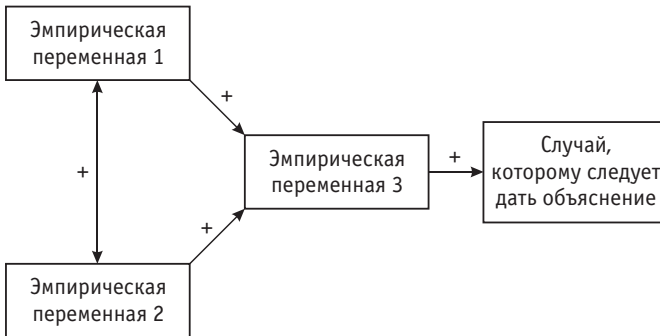 Эмпирическая
переменная 1
+
+
Эмпирическая
переменная 3
+
Случай,
которому следует
дать объяснение
+
Эмпирическая
переменная 2